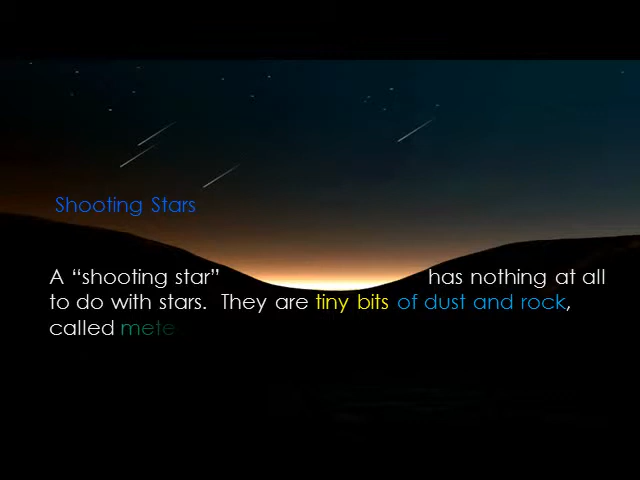 Shooting Stars
A “shooting star” has nothing at all
to do with stars. They are tiny bits of dust and rock,
called mete